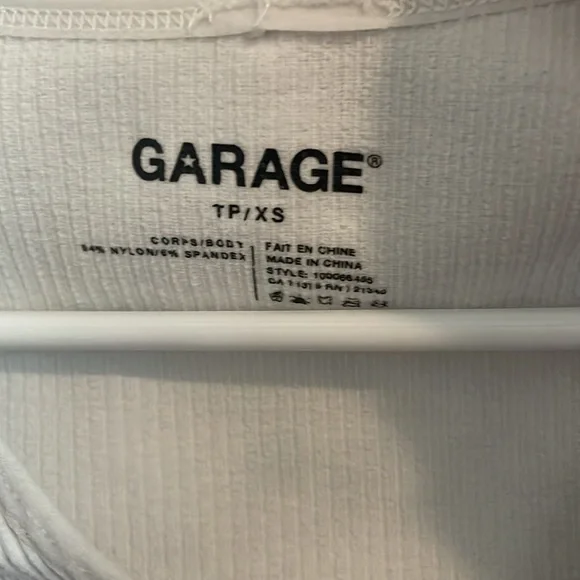 GARAGE®
TP/XS
CORPS/BODY
94% NYLON/6% SPANDEX
FAIT EN CHINE
MADE IN CHINA
STYLE: